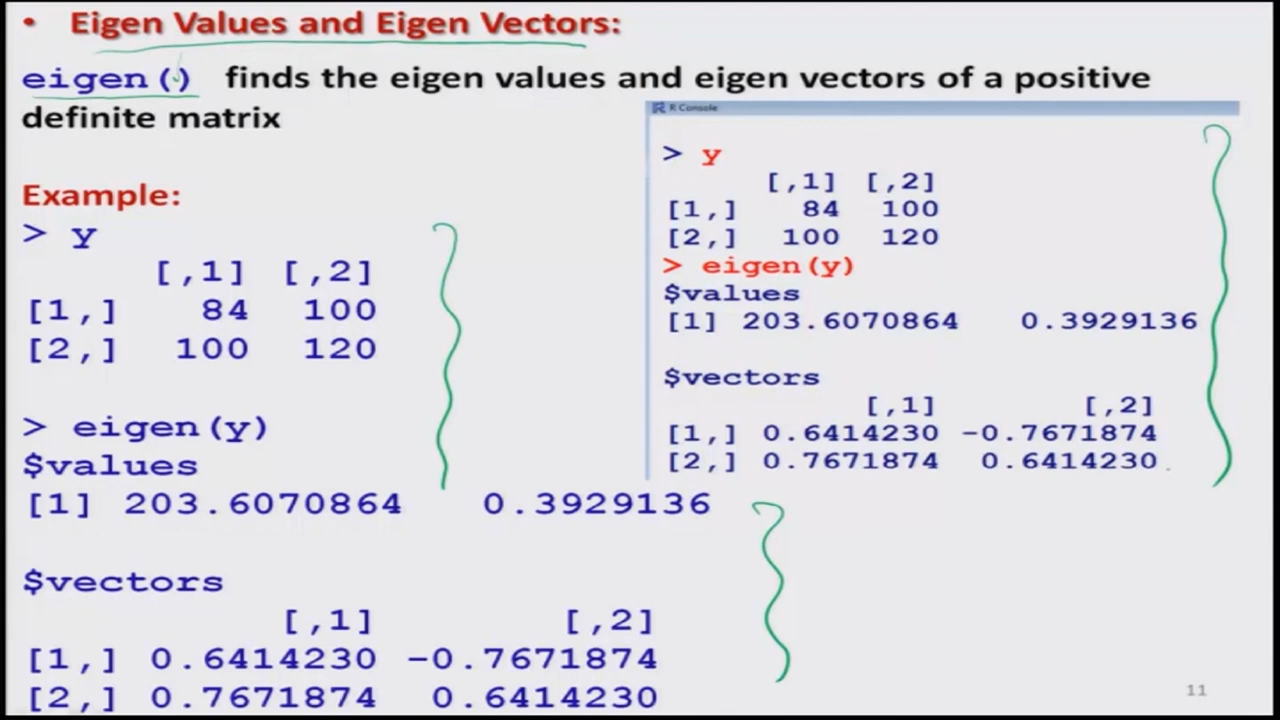 • Eigen Values and Eigen Vectors:
eigen() finds the eigen values and eigen vectors of a positive
definite matrix
Example:
> y
[,1] [,2]
[1,] 84 100
[2,] 100 120
> eigen(y)
$values
[1] 203.6070864 0.3929136
$vectors
[,1] [,2]
[1,] 0.6414230 -0.7671874
[2,] 0.7671874 0.6414230
R Console
> y
[,1] [,2]
[1,] 84 100
[2,] 100 120
> eigen(y)
$values
[1] 203.6070864 0.3929136
$vectors
[,1] [,2]
[1,] 0.6414230 -0.7671874
[2,] 0.7671874 0.6414230
11